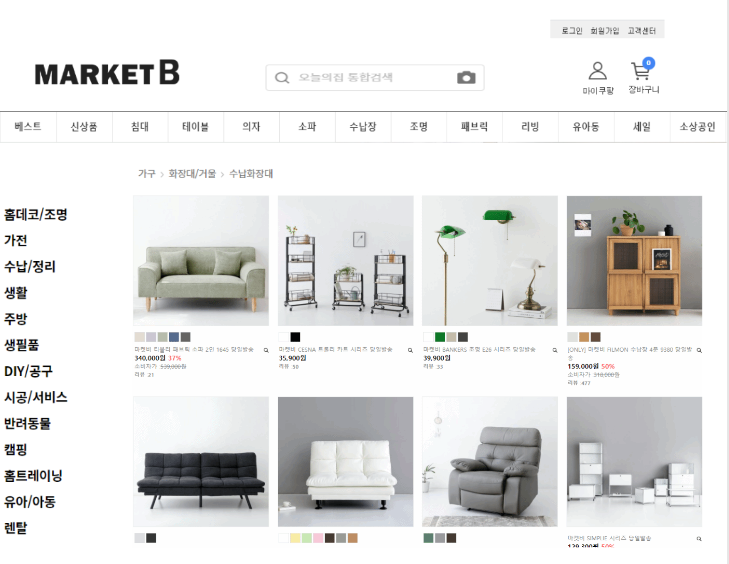 로그인 회원가입 고객센터
MARKET B
오늘의집 통합검색
0
마이쿠팡 장바구니
베스트 신상품 침대 테이블 의자 소파 수납장 조명 패브릭 리빙 유아동 세일 소상공인
가구 > 화장대/거울 > 수납화장대
홈데코/조명
가전
수납/정리
생활
주방
생필품
DIY/공구
시공/서비스
반려동물
캠핑
홈트레이닝
유아/아동
렌탈
마켓비 패브릭 소파 2인 1645 당일발송
340,000원 37%
소비자가 539,000원
리뷰 21
마켓비 CESNA 트롤리 카트 시리즈 당일발송
35,900원
리뷰 50
마켓비 BANKERS 조명 E26 시리즈 당일발송
39,900원
리뷰 33
[ONLY] 마켓비 수납장 4문 9380 당일발
송
159,000원 50%
소비자가 318,000원
리뷰 477
마켓비 시리즈 당일발송
50%